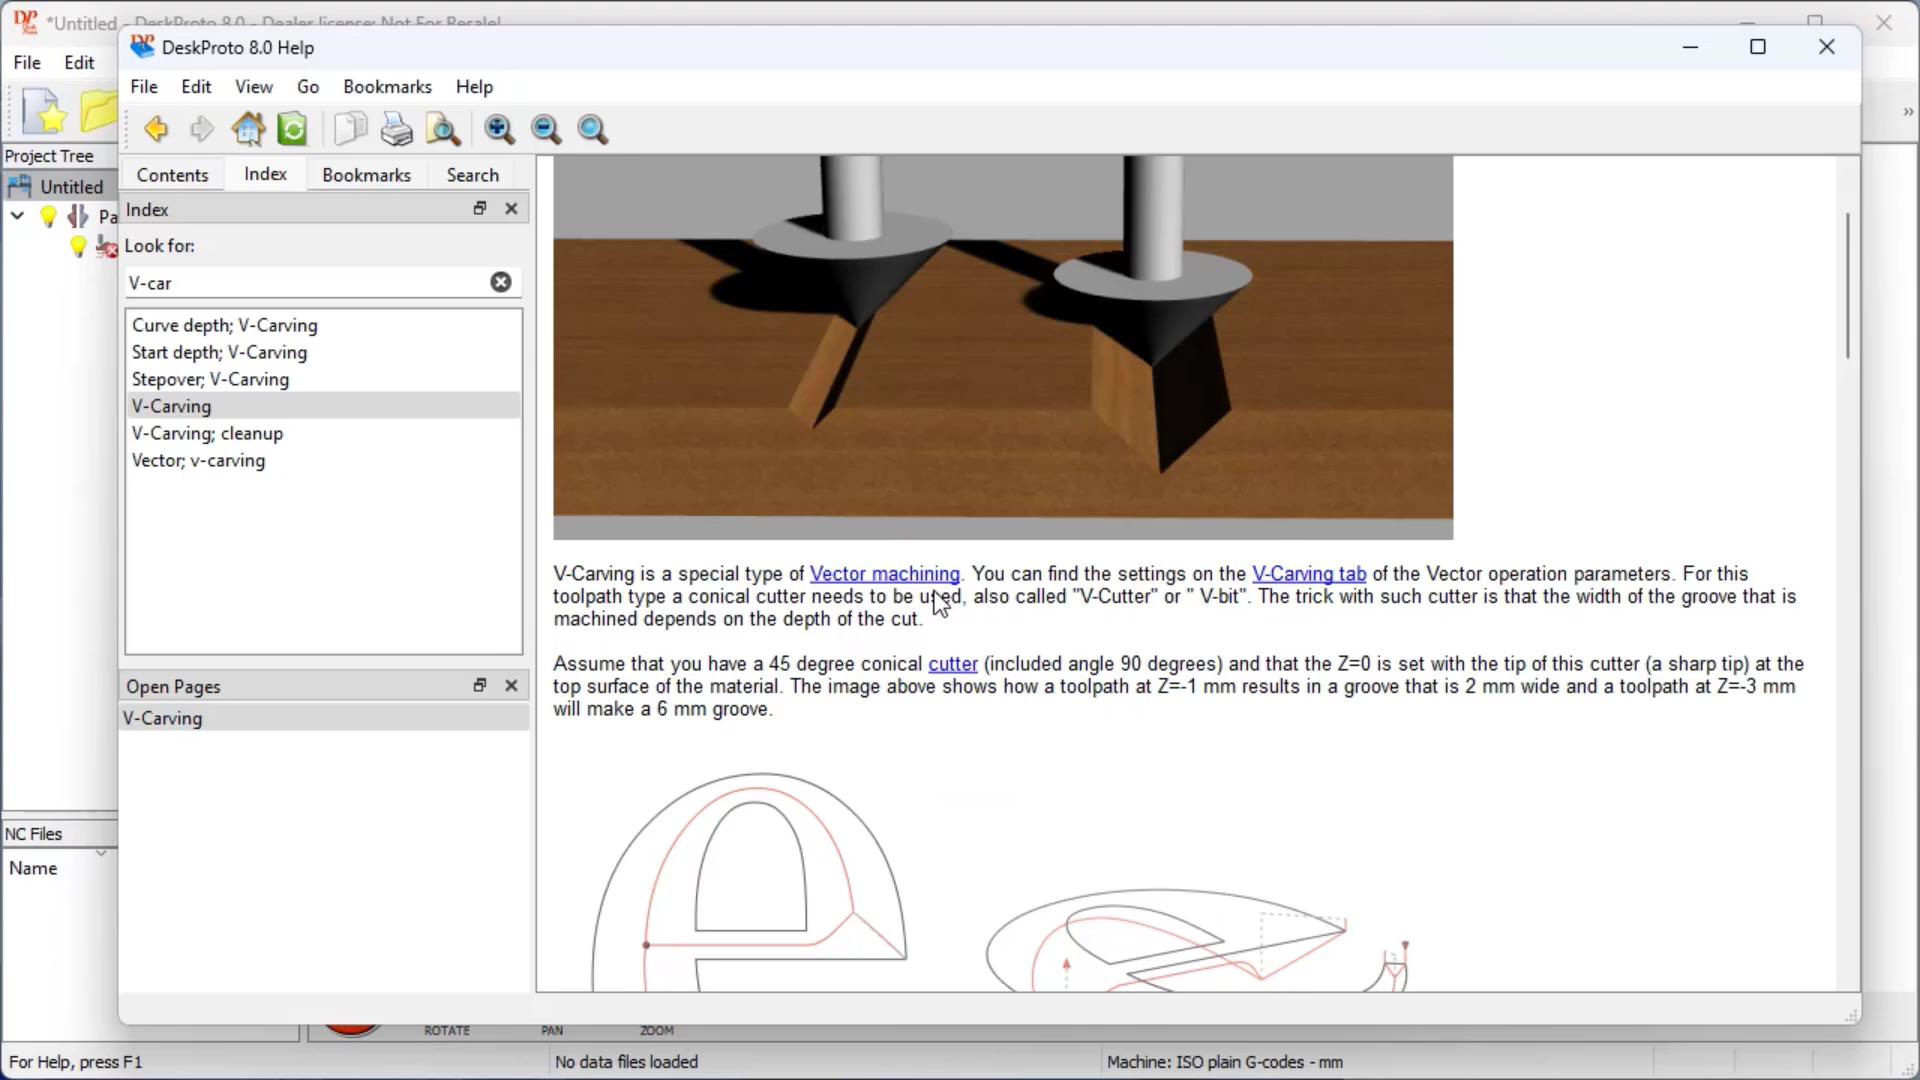 *Untitled - DeskProto 8.0 - Dealer license: Not For Resale!
File Edit
DeskProto 8.0 Help
File Edit View Go Bookmarks Help
Project Tree
Untitled
Pa
Contents Index Bookmarks Search
Index
Look for:
V-car
Curve depth; V-Carving
Start depth; V-Carving
Stepover; V-Carving
V-Carving
V-Carving; cleanup
Vector; v-carving
Open Pages
V-Carving
V-Carving is a special type of Vector machining. You can find the settings on the V-Carving tab of the Vector operation parameters. For this
toolpath type a conical cutter needs to be used, also called "V-Cutter" or " V-bit". The trick with such cutter is that the width of the groove that is
machined depends on the depth of the cut.
Assume that you have a 45 degree conical cutter (included angle 90 degrees) and that the Z=0 is set with the tip of this cutter (a sharp tip) at the
top surface of the material. The image above shows how a toolpath at Z=-1 mm results in a groove that is 2 mm wide and a toolpath at Z=-3 mm
will make a 6 mm groove.
NC Files
Name
ROTATE PAN ZOOM
For Help, press F1
No data files loaded
Machine: ISO plain G-codes - mm